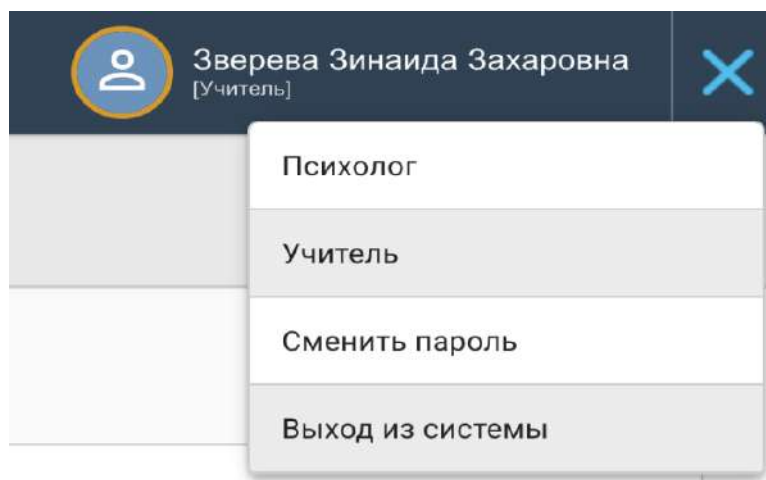 Зверева Зинаида Захаровна
[Учитель]
Психолог
Учитель
Сменить пароль
Выход из системы